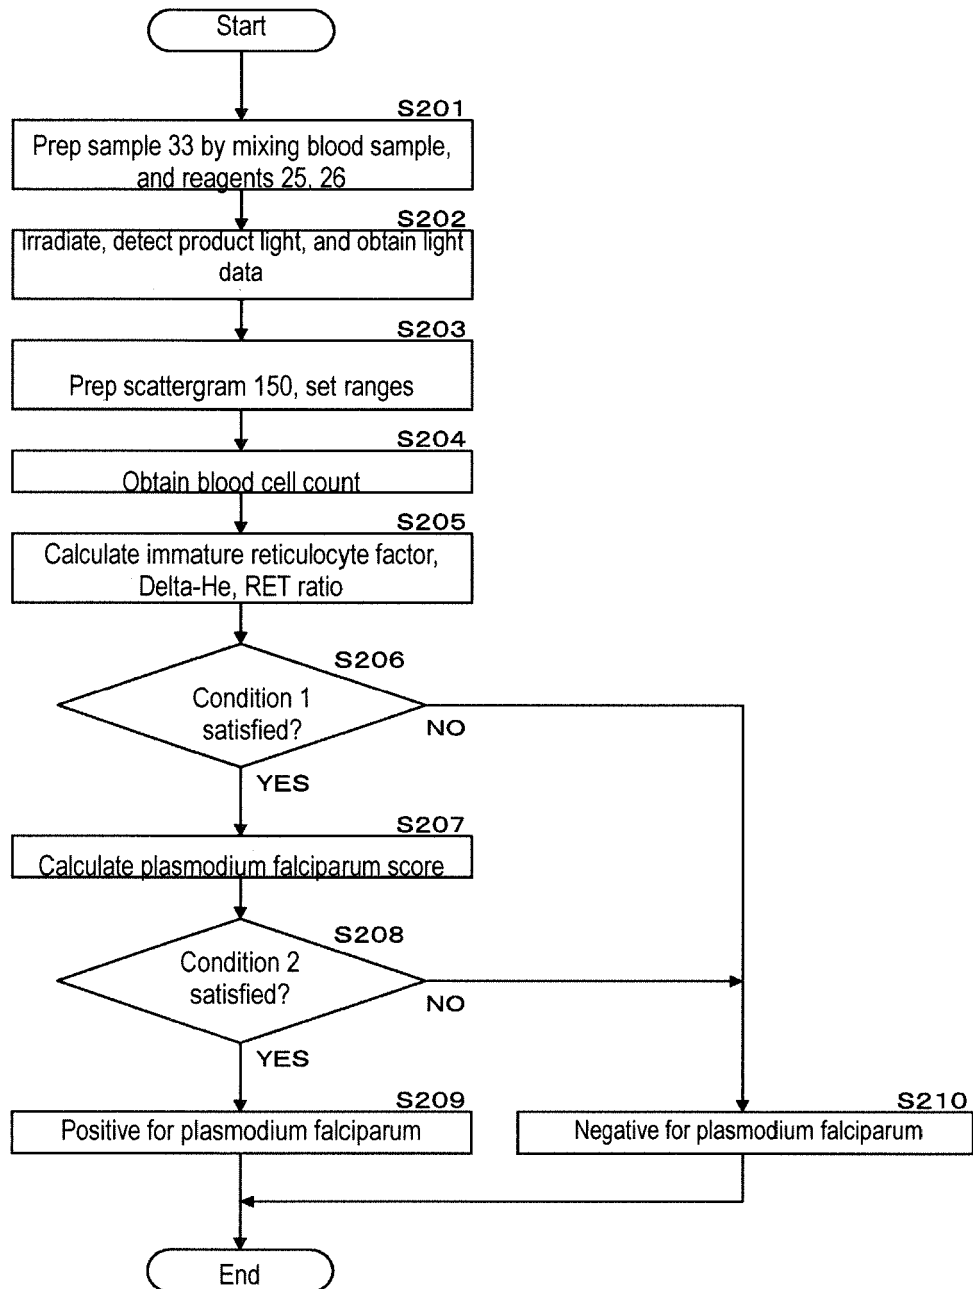 Start
S201
Prep sample 33 by mixing blood sample,
and reagents 25, 26
S202
Irradiate, detect product light, and obtain light
data
S203
Prep scattergram 150, set ranges
S204
Obtain blood cell count
S205
Calculate immature reticulocyte factor,
Delta-He, RET ratio
S206
Condition 1
satisfied?
NO
YES
S207
Calculate plasmodium falciparum score
S208
Condition 2
satisfied?
NO
YES
S209
Positive for plasmodium falciparum
S210
Negative for plasmodium falciparum
End